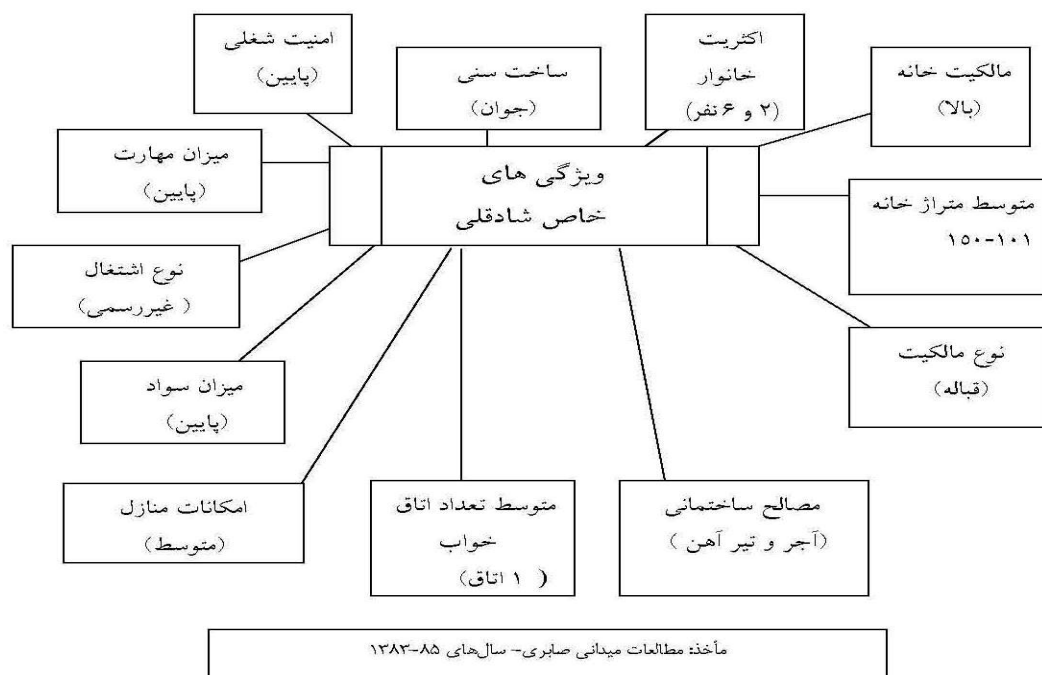 امنیت شغلی
(پایین)
ساخت سنی
(جوان)
اکثریت
خانوار
(۲ و ۶ نفر)
مالکیت خانه
(بالا)
میزان مهارت
(پایین)
ویژگی های
خاص شادقلی
متوسط متراژ خانه
۱۵۰-۱۰۱
نوع اشتغال
( غیررسمی)
نوع مالکیت
(قباله)
میزان سواد
(پایین)
امکانات منازل
(متوسط)
متوسط تعداد اتاق
خواب
( ۱ اتاق)
مصالح ساختمانی
(آجر و تیر آهن )
مأخذ: مطالعات میدانی صابری- سال‌های ۸۵-۱۳۸۳